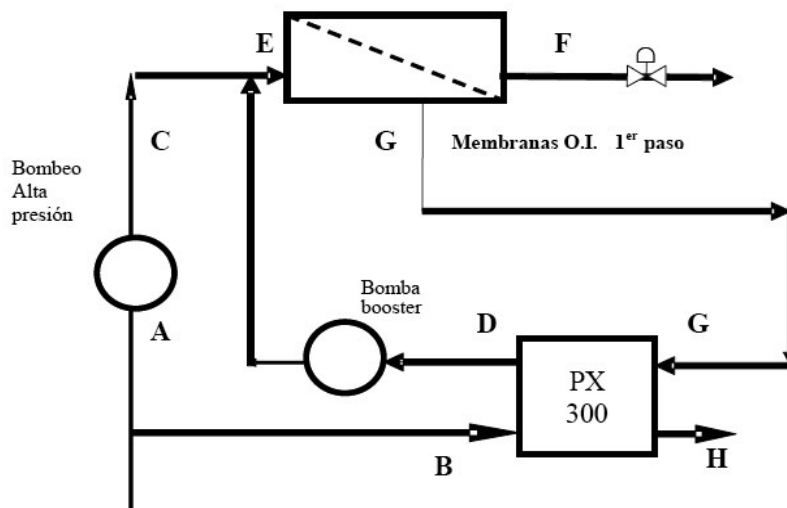 E
F
C
G
Membranas O.I. 1er paso
Bombeo
Alta
presión
A
Bomba
booster
D
G
PX
300
B
H